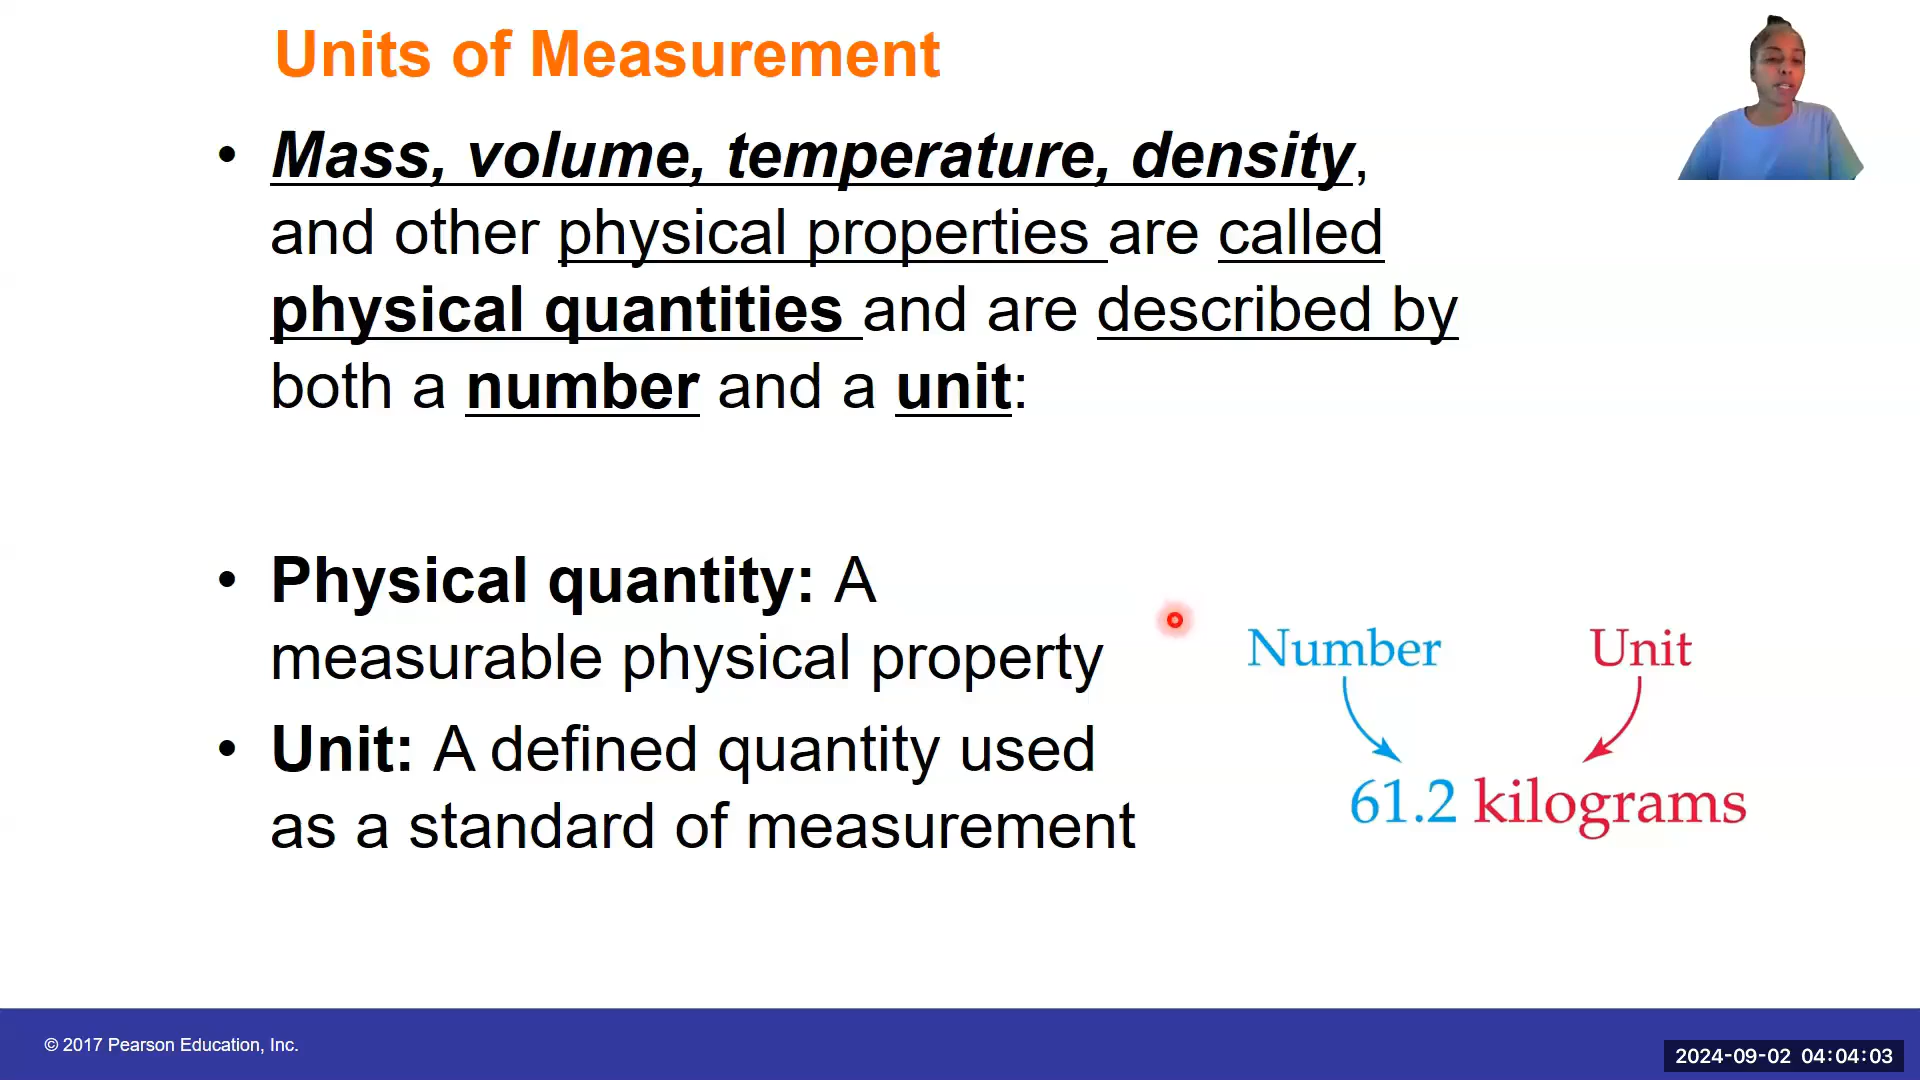 Units of Measurement
• Mass, volume, temperature, density,
and other physical properties are called
physical quantities and are described by
both a number and a unit:
• Physical quantity: A
measurable physical property
• Unit: A defined quantity used
as a standard of measurement
Number Unit
61.2 kilograms
© 2017 Pearson Education, Inc.
2024-09-02 04:04:03